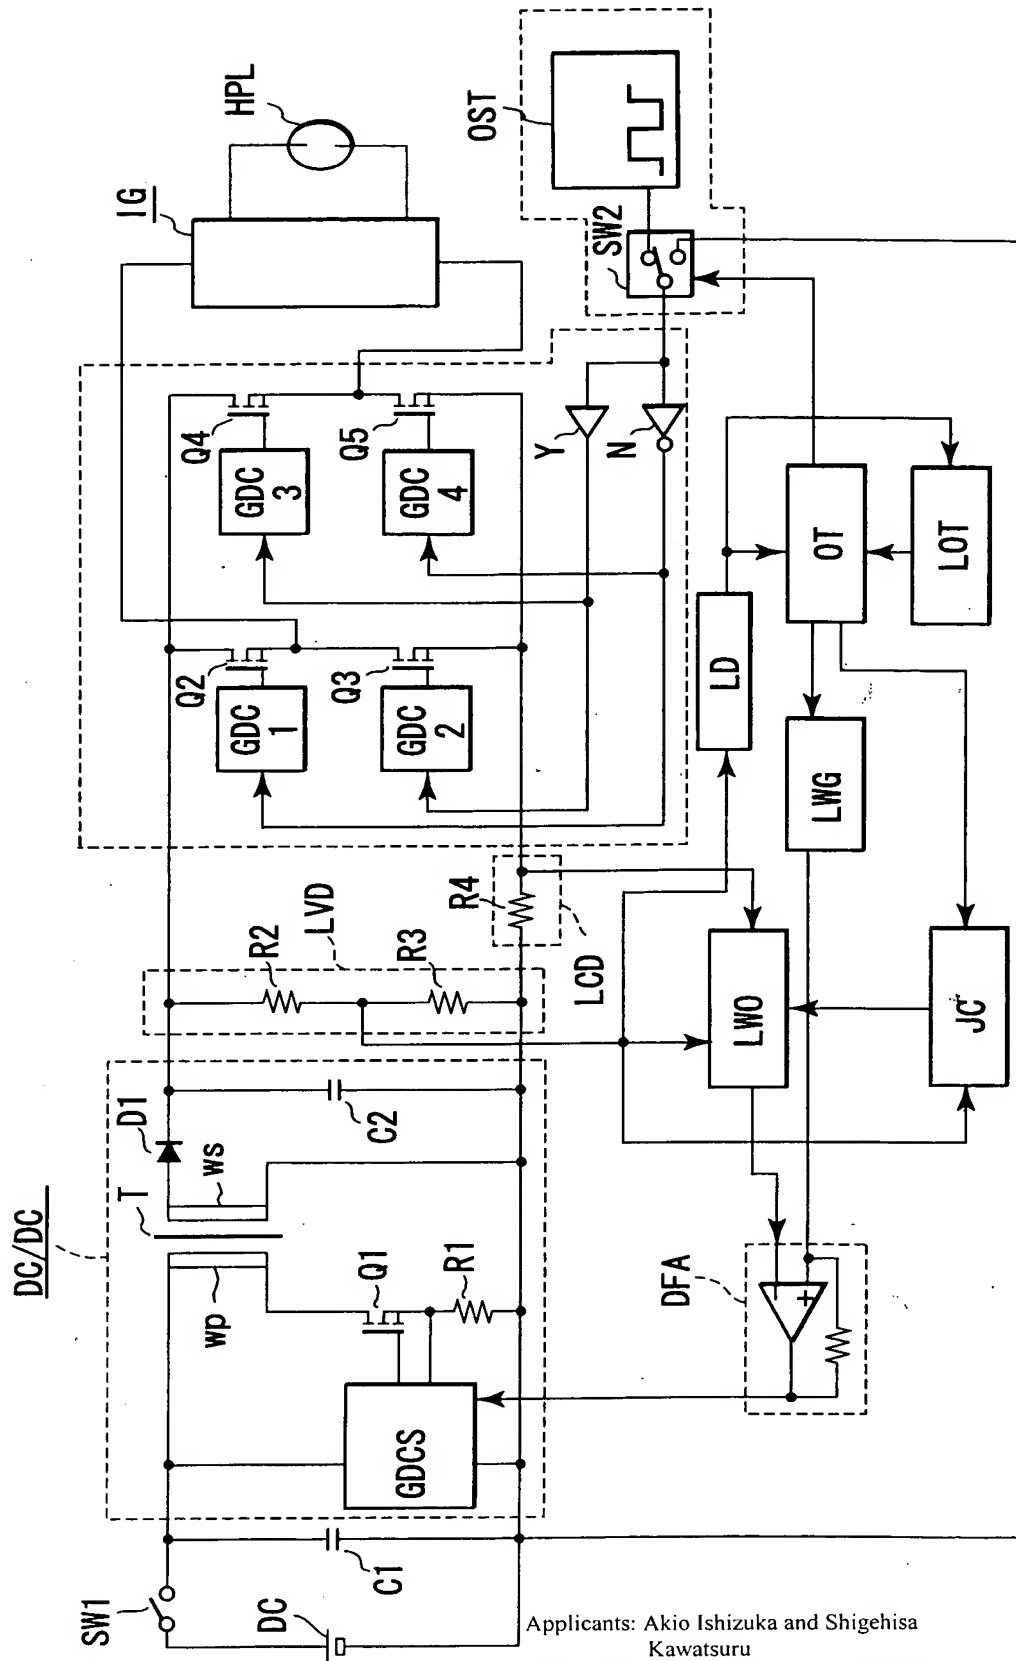 DC/DC
SW1
DC
C1
GDCS
wp
T
D1
ws
Q1
R1
C2
DFA
-
+
LVD
R2
R3
R4
LCD
LWO
JC
LWG
LD
OT
LOT
Q2
GDC
1
Q3
GDC
2
Q4
GDC
3
Q5
GDC
4
Y
N
IG
HPL
SW2
OST
Applicants: Akio Ishizuka and Shigehisa
Kawatsuru